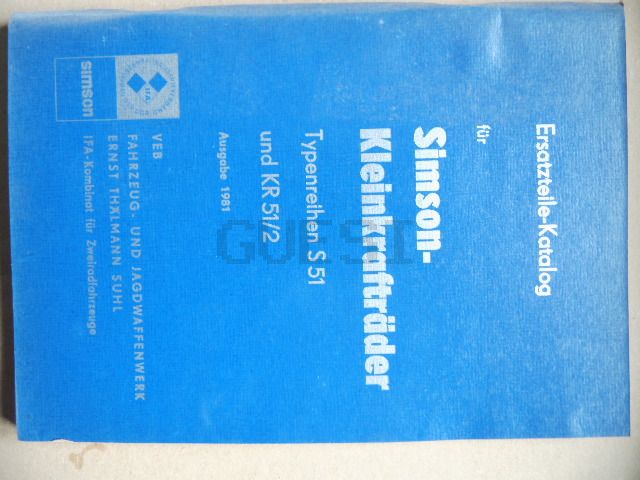 Ersatzteile-Katalog
für
Simson-
Kleinkrafträder
Typenreihen S 51
und KR 51/2
Ausgabe 1981
simson
IFA
VEB
FAHRZEUG- UND JAGDWAFFENWERK
ERNST THÄLMANN SUHL
IFA-Kombinat für Zweiradfahrzeuge
GUESI